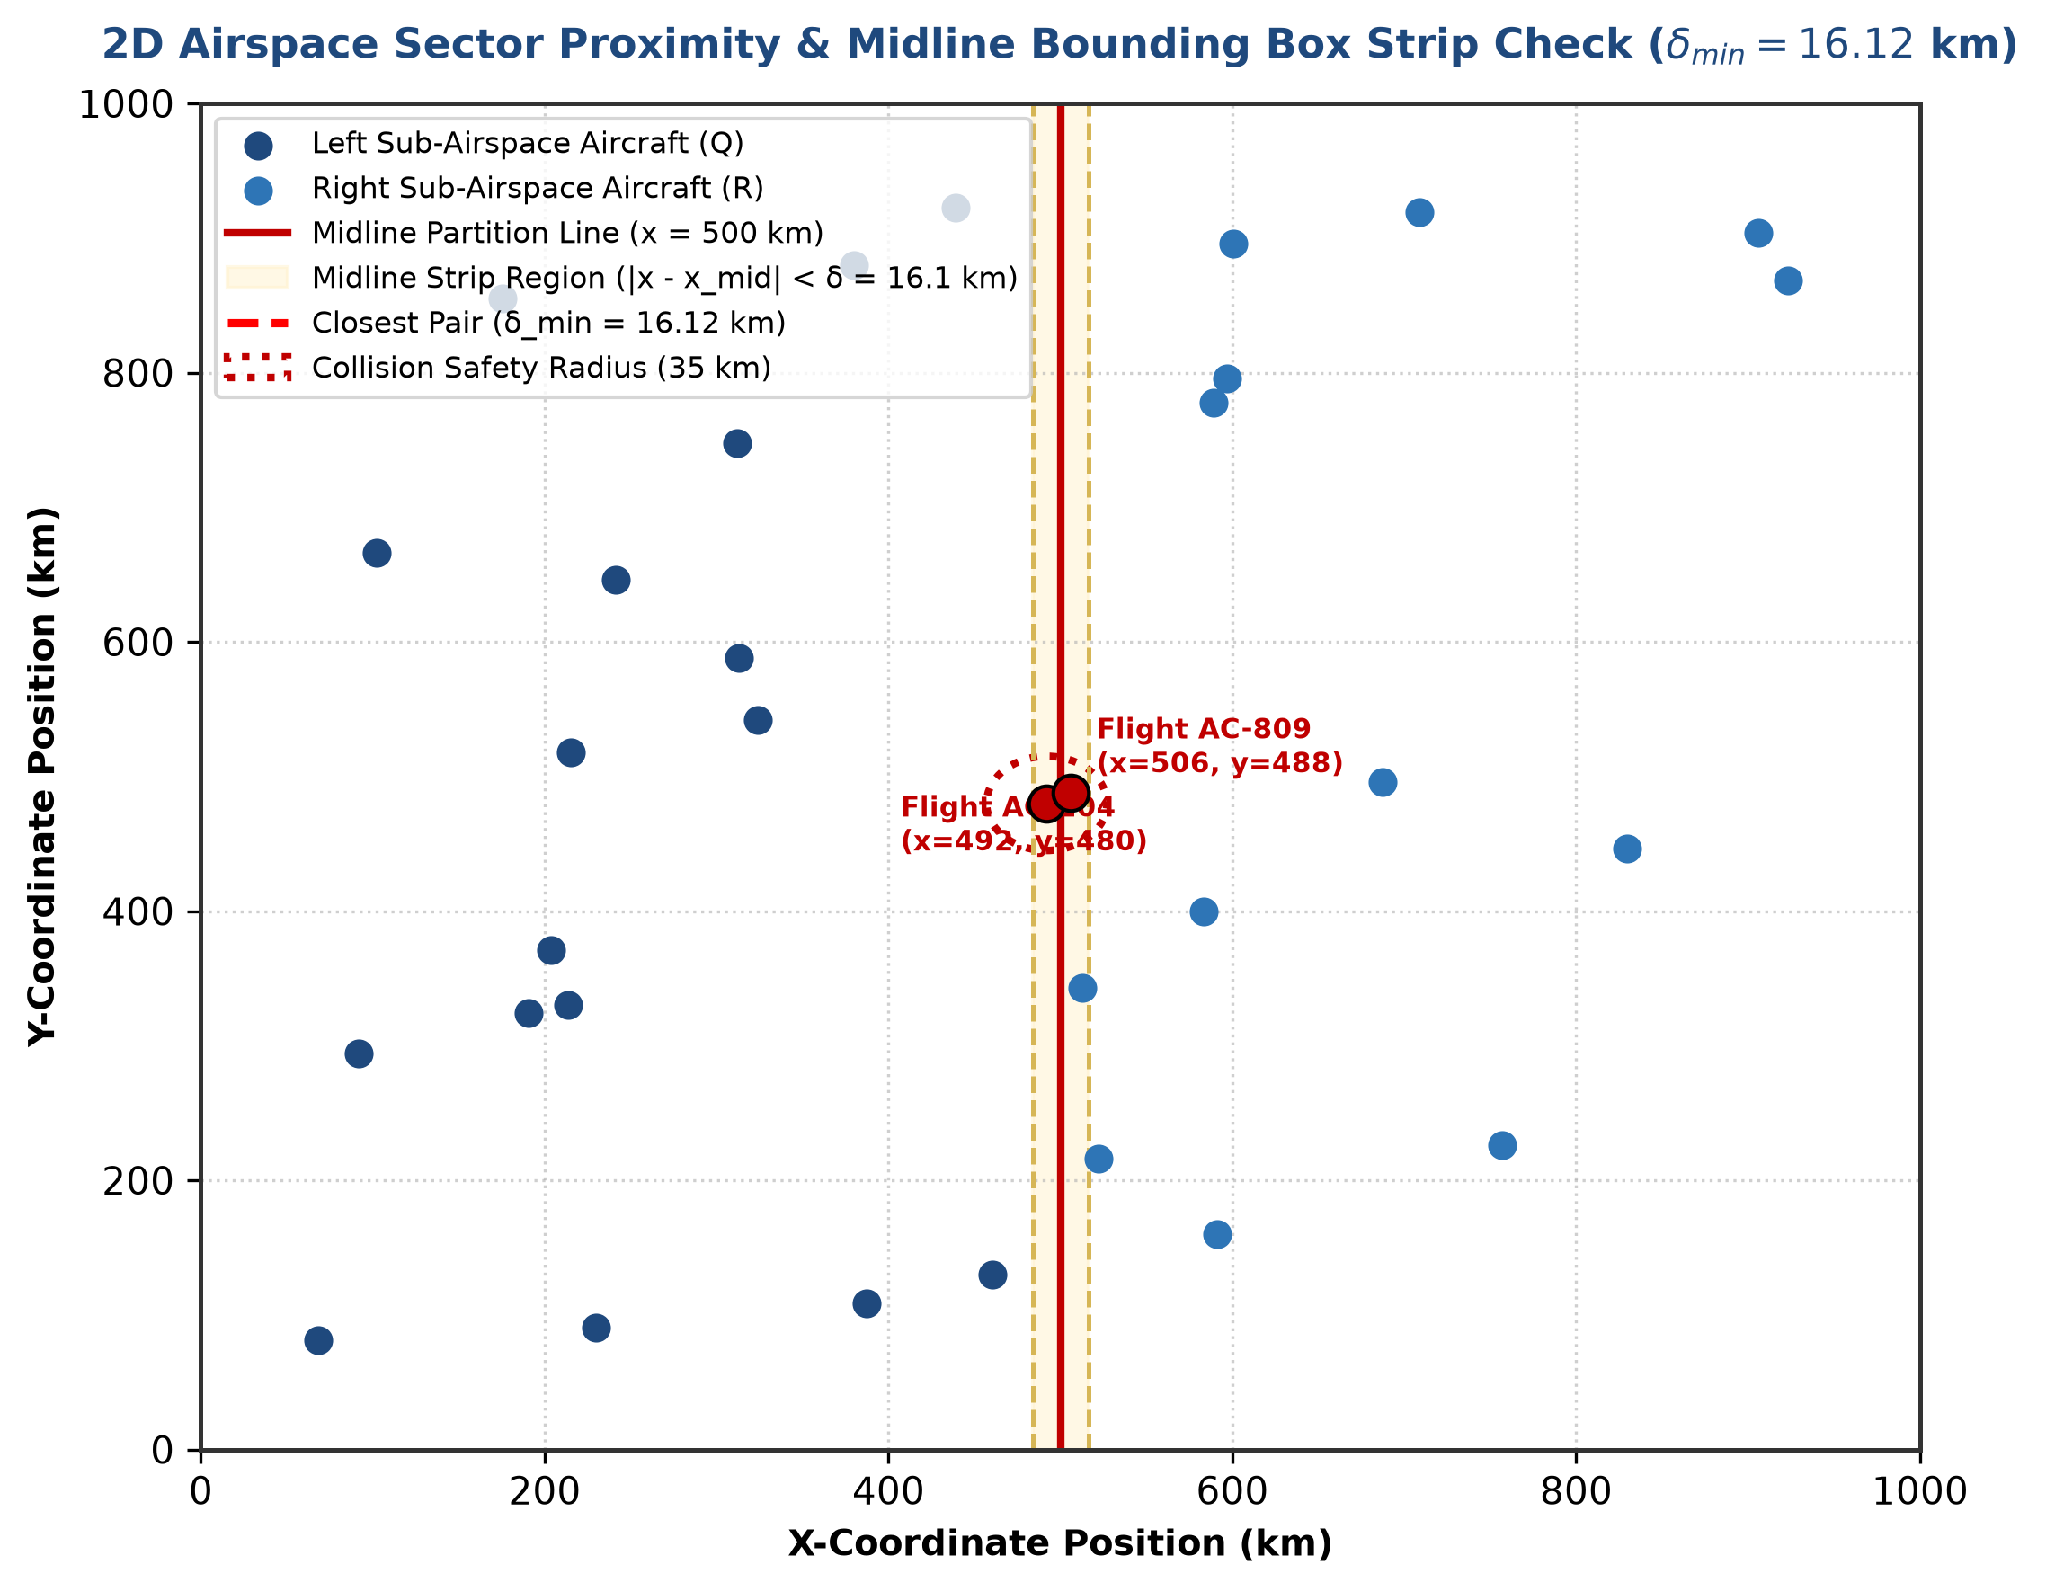 2D Airspace Sector Proximity & Midline Bounding Box Strip Check (δ_min = 16.12 km)
Y-Coordinate Position (km)
1000
800
600
400
200
0
Left Sub-Airspace Aircraft (Q)
Right Sub-Airspace Aircraft (R)
Midline Partition Line (x = 500 km)
Midline Strip Region (|x - x_mid| < δ = 16.1 km)
Closest Pair (δ_min = 16.12 km)
Collision Safety Radius (35 km)
Flight AC-809
(x=506, y=488)
Flight 04
(x=492, y=480)
0
200
400
600
800
1000
X-Coordinate Position (km)